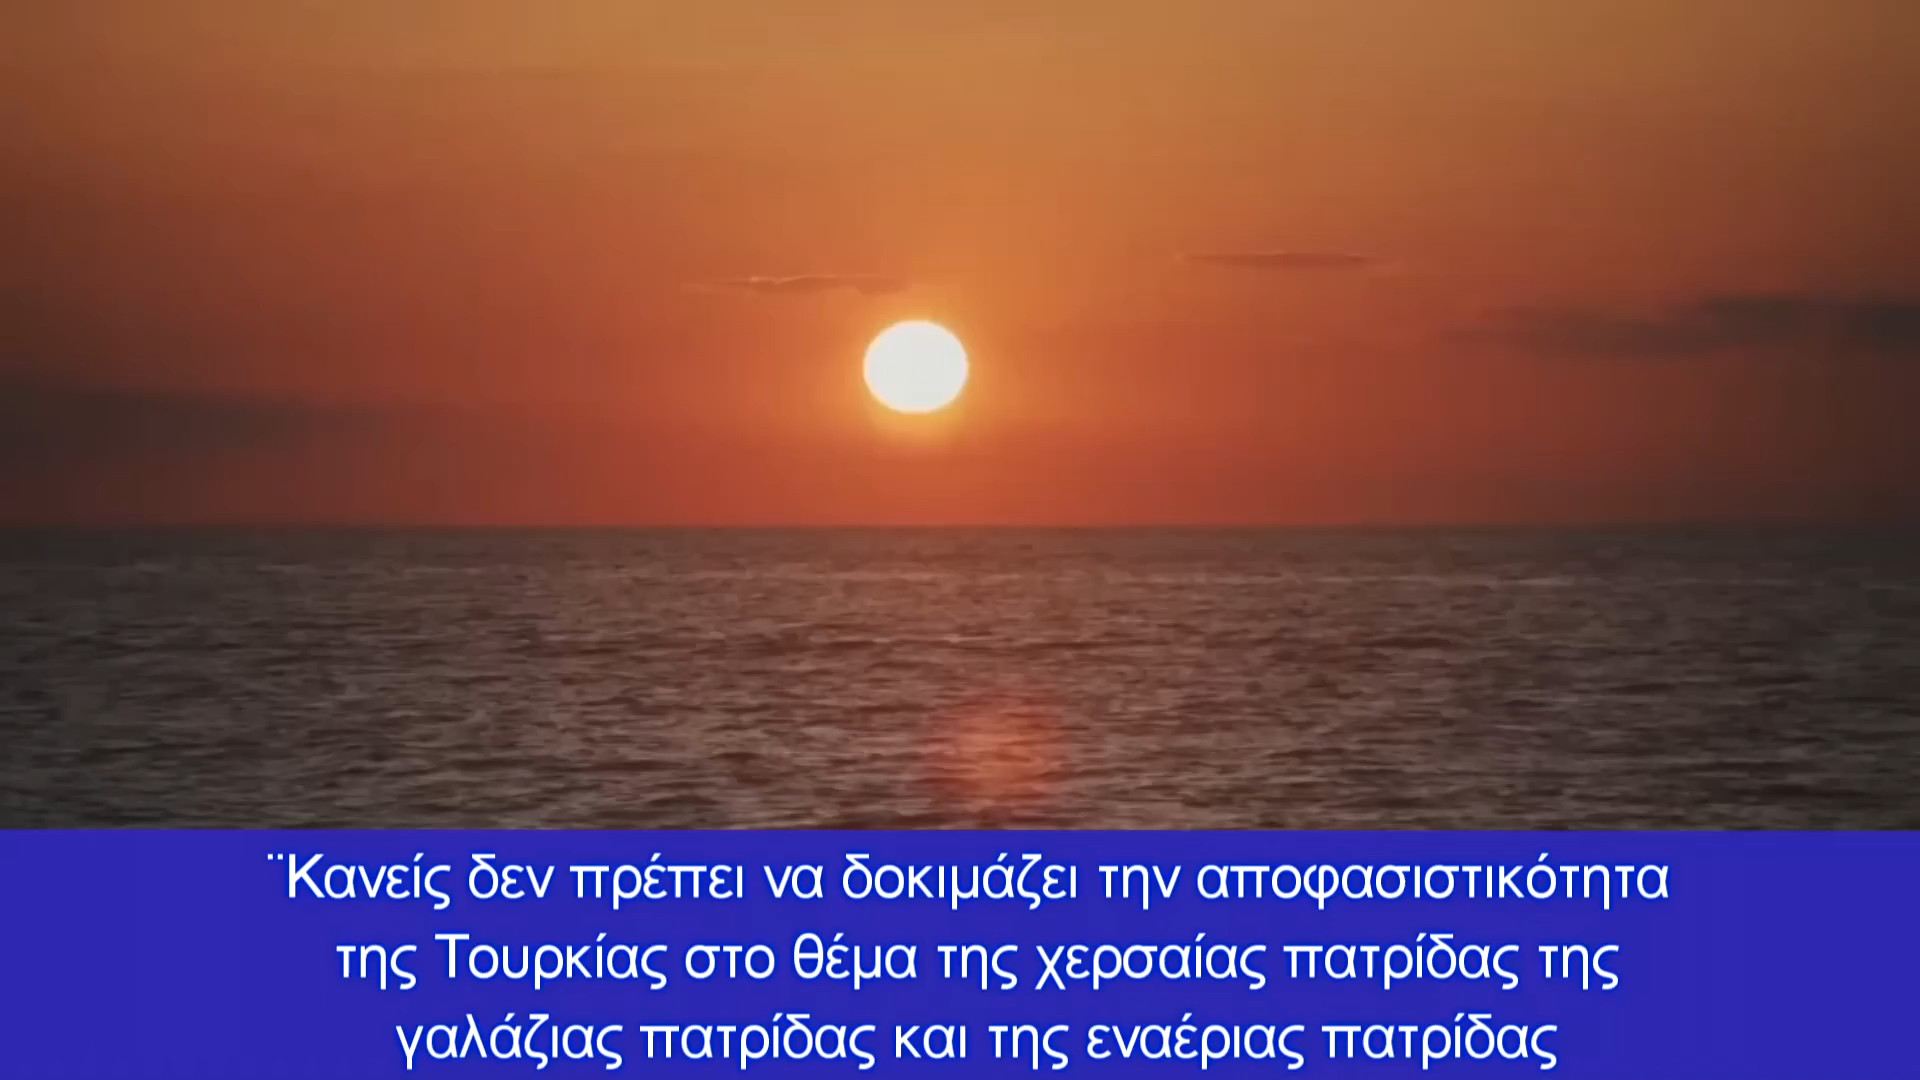 ¨Κανείς δεν πρέπει να δοκιμάζει την αποφασιστικότητα
της Τουρκίας στο θέμα της χερσαίας πατρίδας της
γαλάζιας πατρίδας και της εναέριας πατρίδας